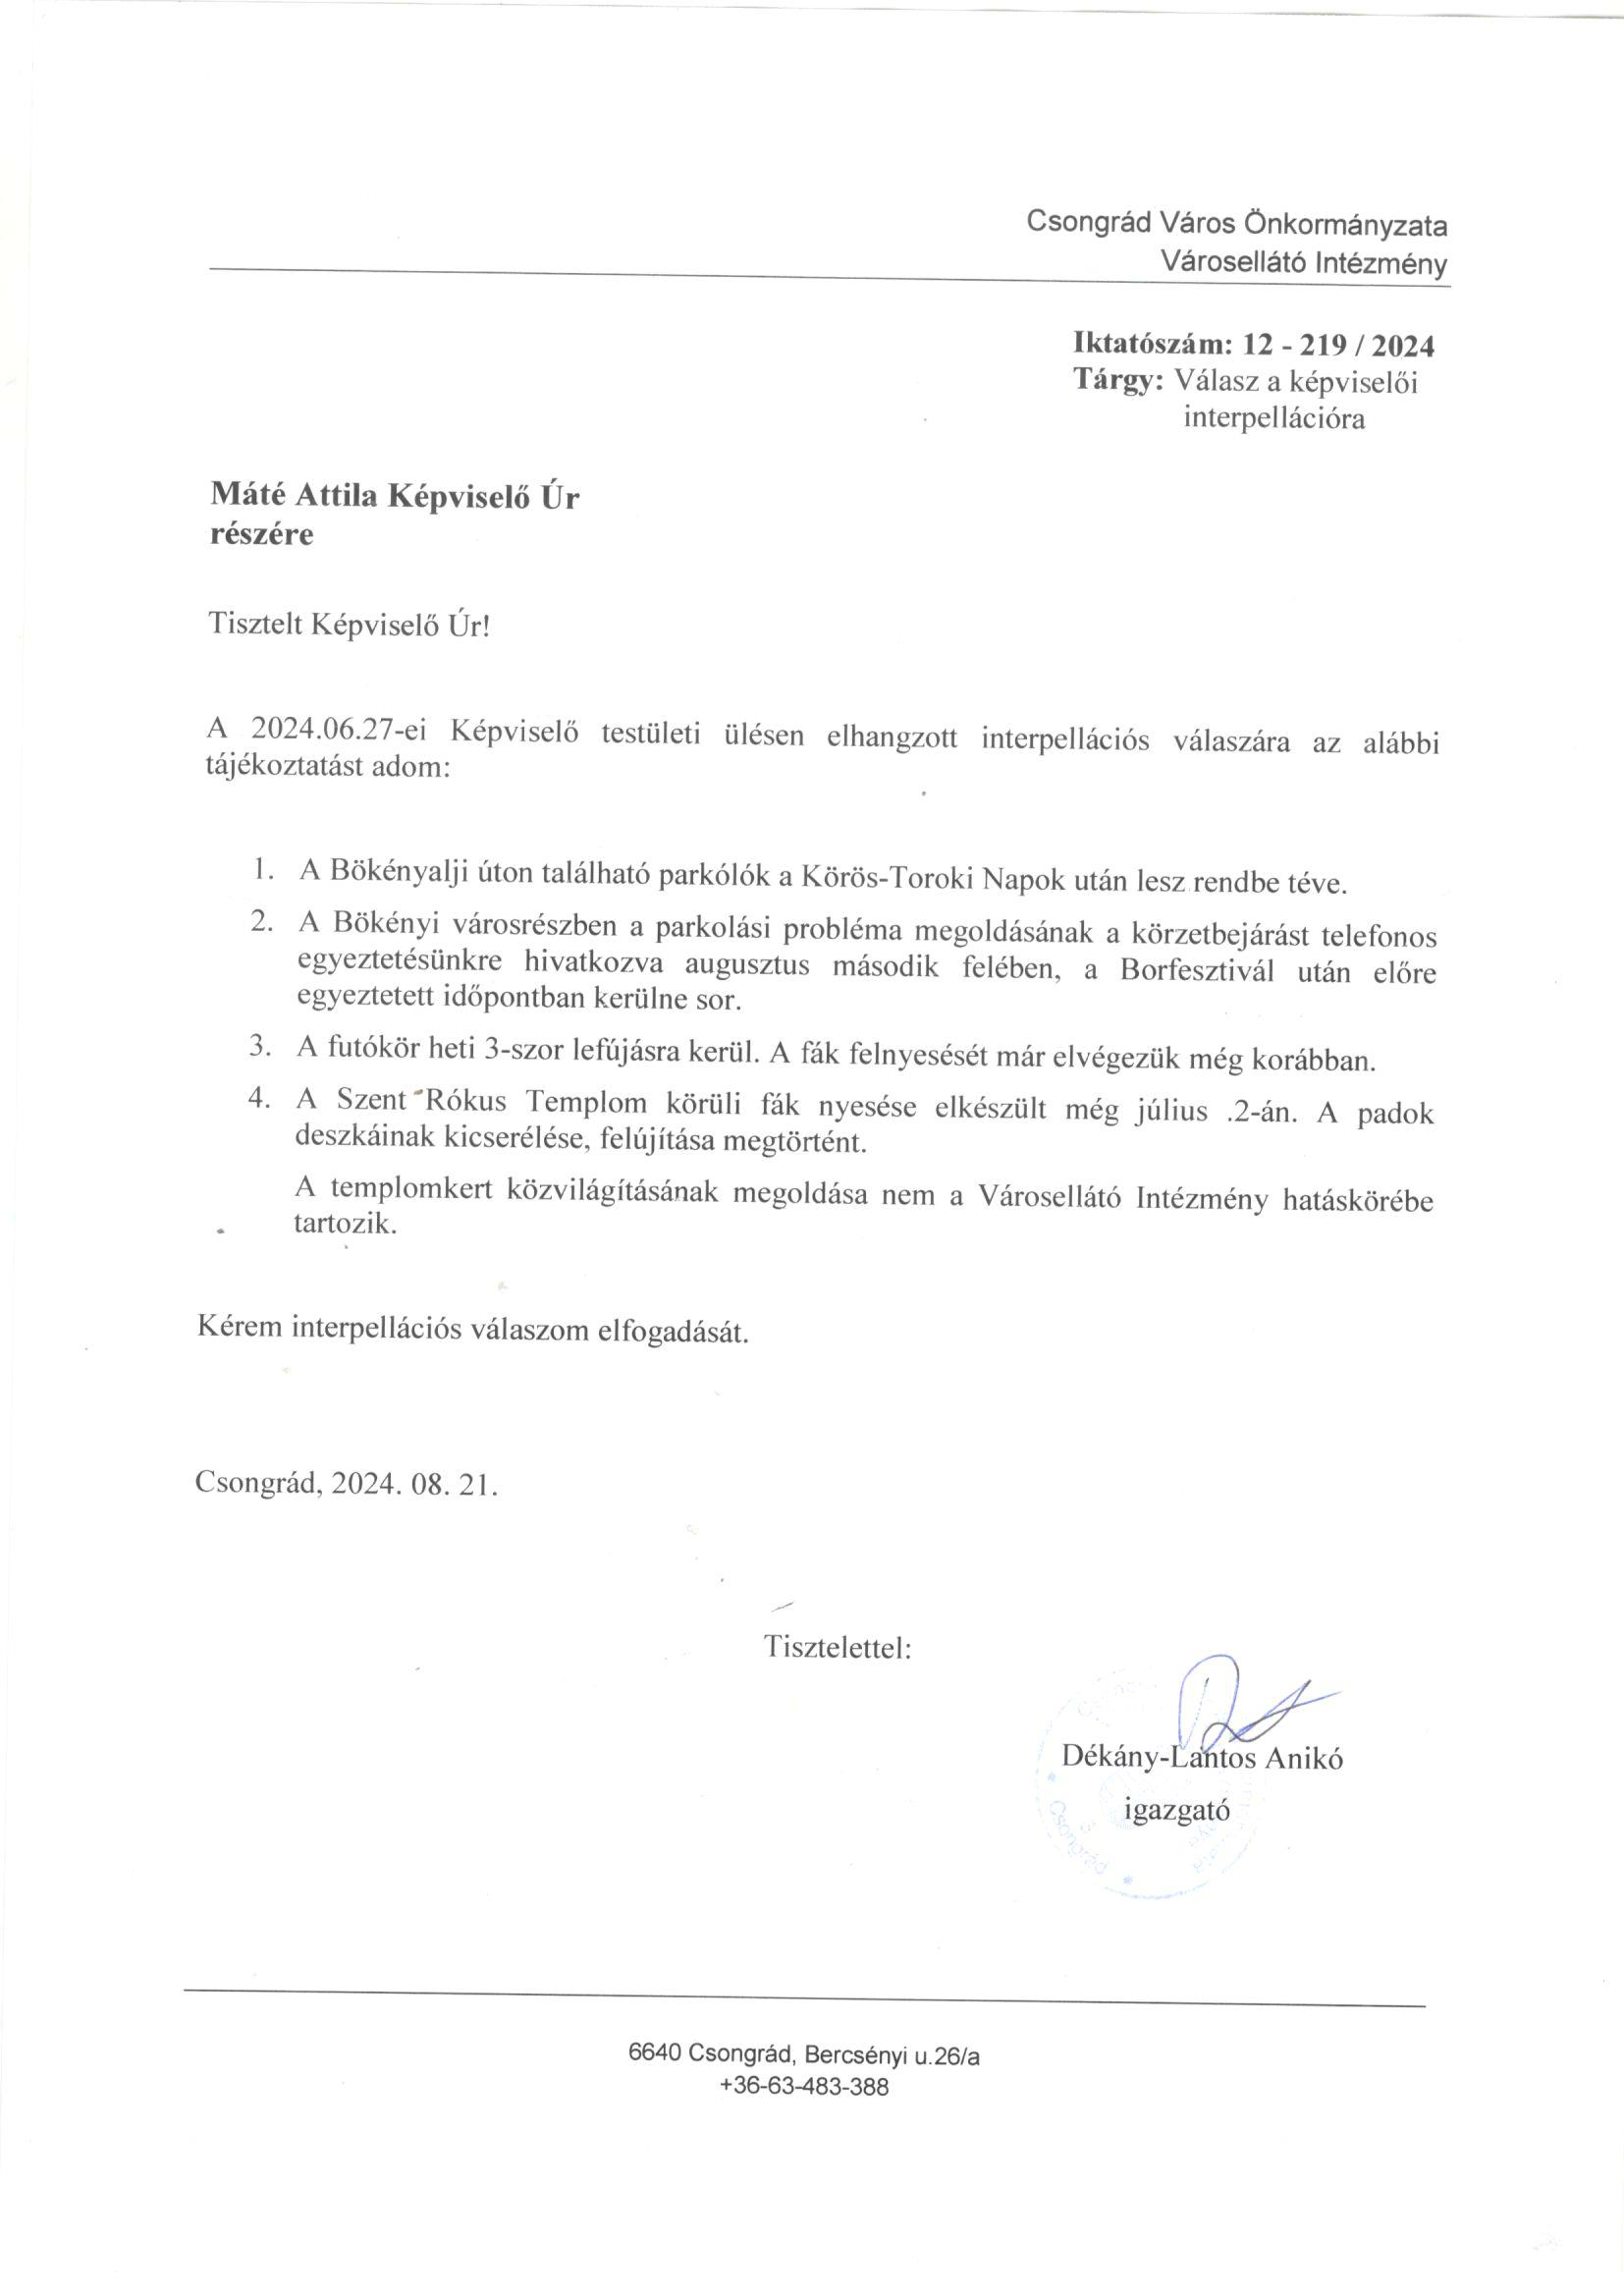 Csongrád Város Önkormányzata
Városellátó Intézmény
Iktatószám: 12 - 219 / 2024
Tárgy: Válasz a képviselői
interpellációra
Máté Attila Képviselő Úr
részére
Tisztelt Képviselő Úr!
A 2024.06.27-ei Képviselő testületi ülésen elhangzott interpellációs válaszára az alábbi
tájékoztatást adom:
1. A Bökényalji úton található parkólók a Körös-Toroki Napok után lesz rendbe téve.
2. A Bökényi városrészben a parkolási probléma megoldásának a körzetbejárást telefonos
egyeztetésünkre hivatkozva augusztus második felében, a Borfesztivál után előre
egyeztetett időpontban kerülne sor.
3. A futókör heti 3-szor lefújásra kerül. A fák felnyesését már elvégezük még korábban.
4. A Szent Rókus Templom körüli fák nyesése elkészült még július .2-án. A padok
deszkáinak kicserélése, felújítása megtörtént.
A templomkert közvilágításának megoldása nem a Városellátó Intézmény hatáskörébe
tartozik.
Kérem interpellációs válaszom elfogadását.
Csongrád, 2024. 08. 21.
Tisztelettel:
Dékány-Lantos Anikó
igazgató
Csongrád
6640 Csongrád, Bercsényi u.26/a
+36-63-483-388